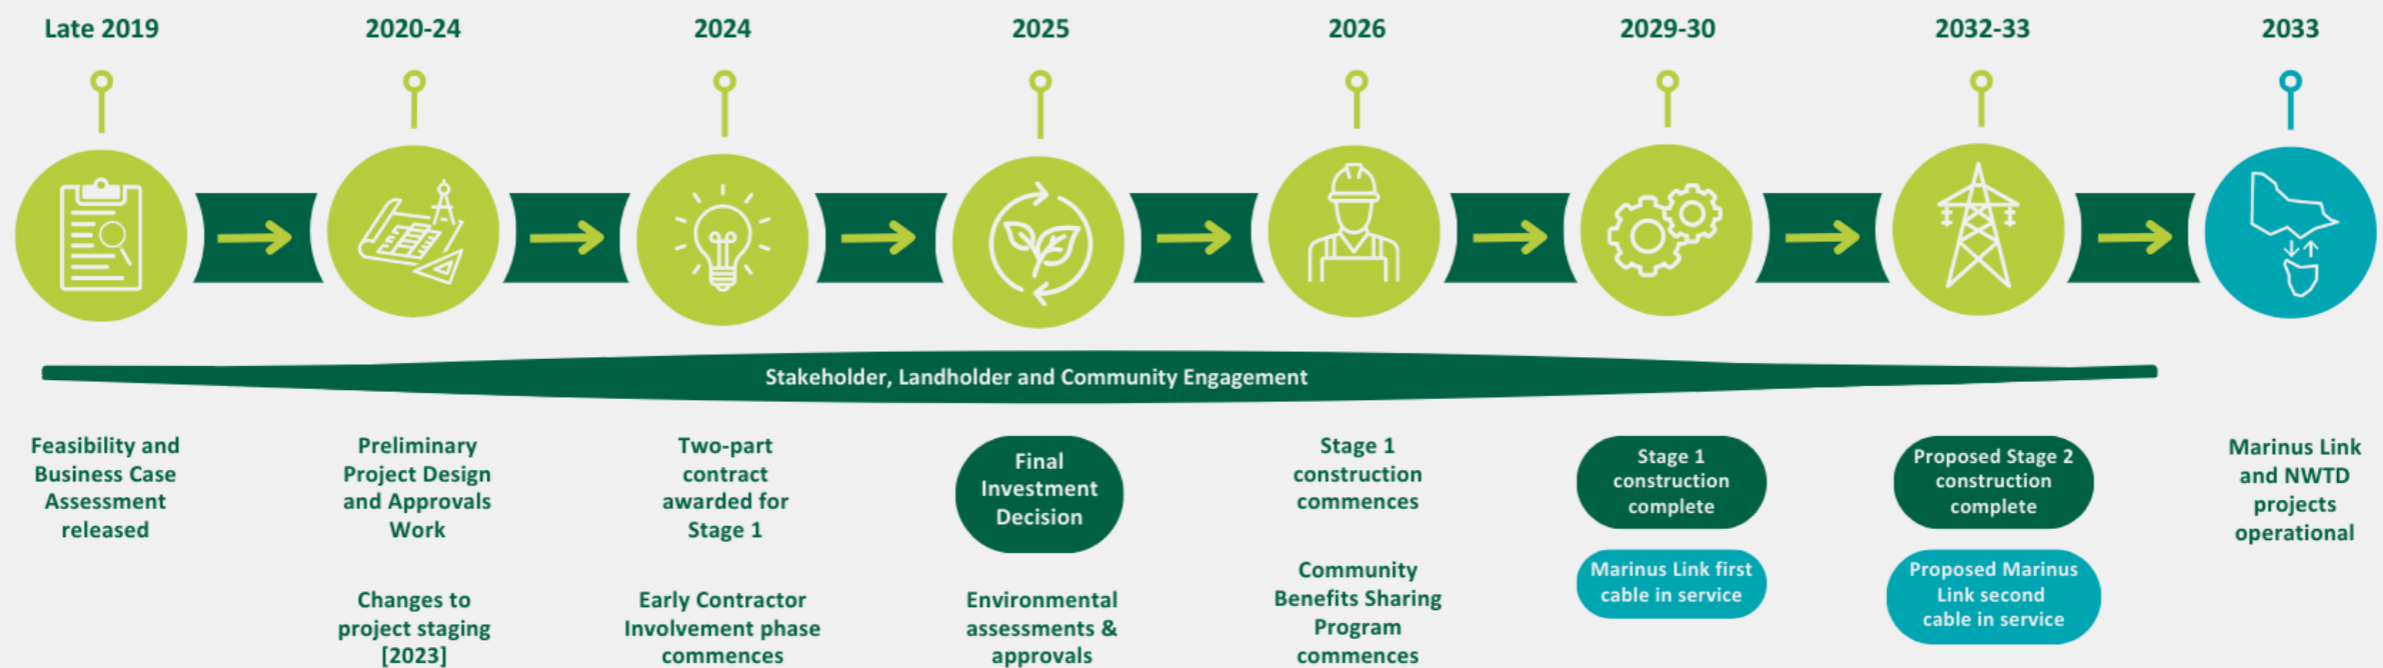 Late 2019
2020-24
2024
2025
2026
2029-30
2032-33
2033
Stakeholder, Landholder and Community Engagement
Feasibility and
Business Case
Assessment
released
Preliminary
Project Design
and Approvals
Work
Changes to
project staging
[2023]
Two-part
contract
awarded for
Stage 1
Early Contractor
Involvement phase
commences
Final
Investment
Decision
Environmental
assessments &
approvals
Stage 1
construction
commences
Community
Benefits Sharing
Program
commences
Stage 1
construction
complete
Marinus Link first
cable in service
Proposed Stage 2
construction
complete
Proposed Marinus
Link second
cable in service
Marinus Link
and NWTD
projects
operational